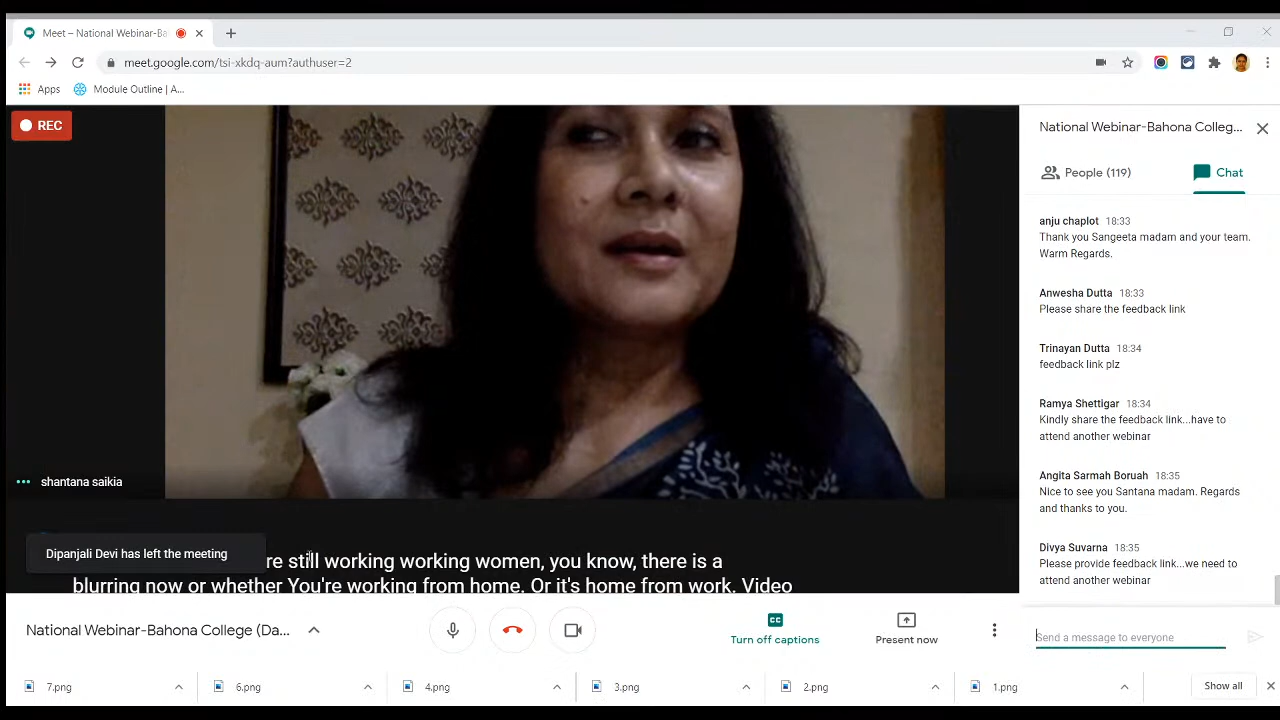 Meet – National Webinar-Ba
meet.google.com/tsi-xkdq-aum?authuser=2
Apps
Module Outline | A...
REC
National Webinar-Bahona Colleg...
People (119)
Chat
anju chaplot 18:33
Thank you Sangeeta madam and your team.
Warm Regards.
Anwesha Dutta 18:33
Please share the feedback link
Trinayan Dutta 18:34
feedback link plz
Ramya Shettigar 18:34
Kindly share the feedback link...have to
attend another webinar
Angita Sarmah Boruah 18:35
Nice to see you Santana madam. Regards
and thanks to you.
Divya Suvarna 18:35
Please provide feedback link...we need to
attend another webinar
shantana saikia
Dipanjali Devi has left the meeting
re still working working women, you know, there is a
blurring now or whether You're working from home. Or it's home from work. Video
National Webinar-Bahona College (Da...
CC
Turn off captions
Present now
Send a message to everyone
7.png
6.png
4.png
3.png
2.png
1.png
Show all